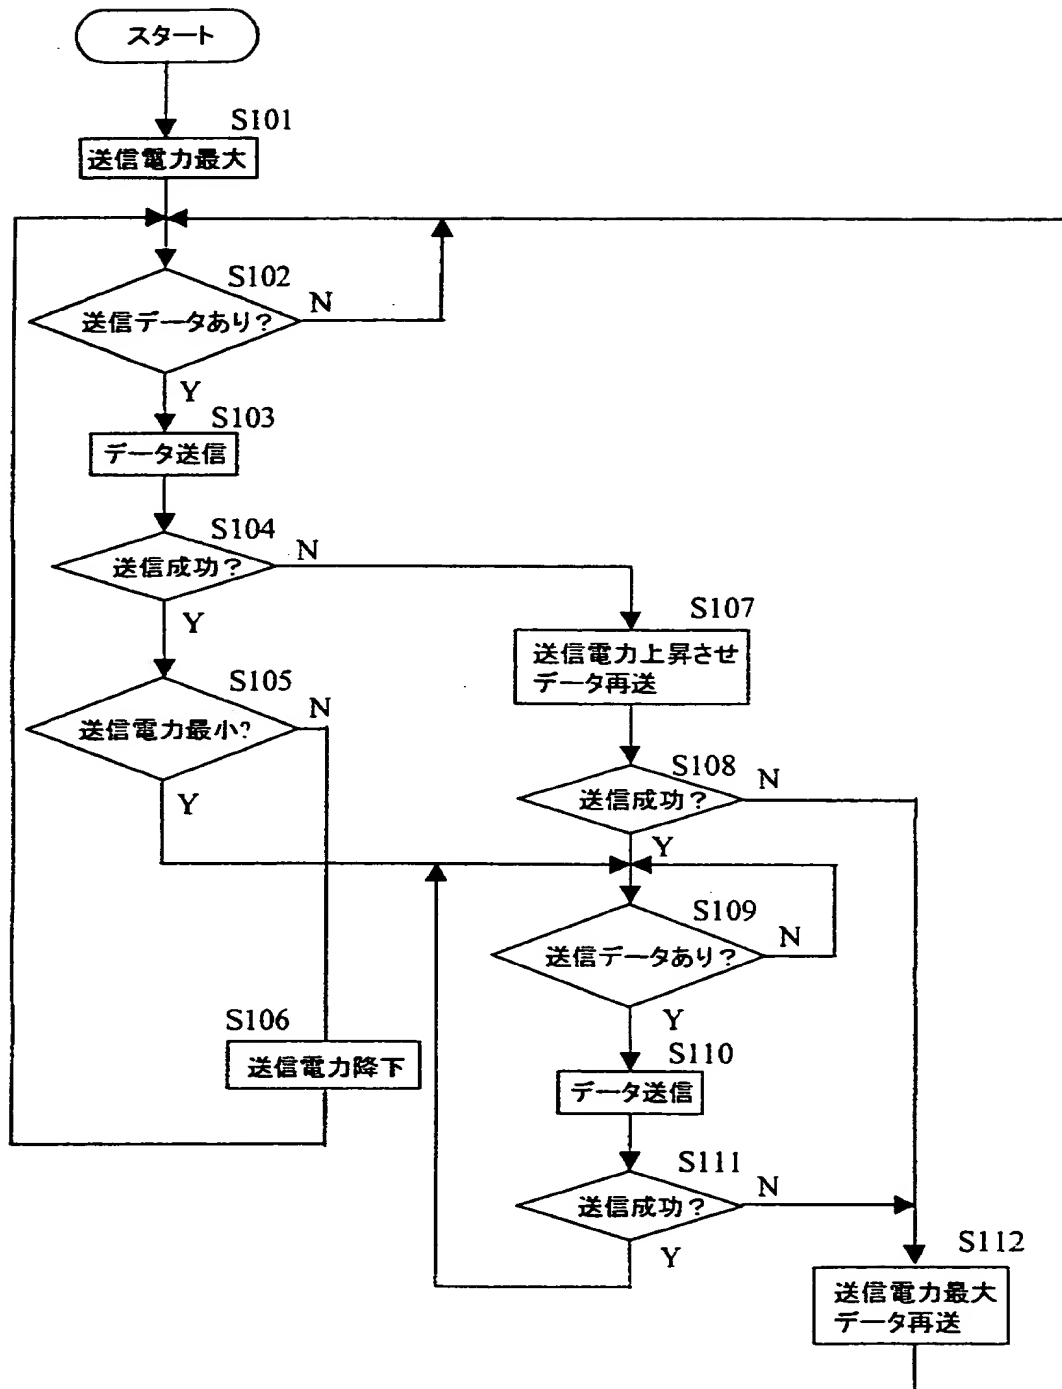 スタート
S101
送信電力最大
S102
送信データあり?
N
Y
S103
データ送信
S104
送信成功?
N
Y
S105
送信電力最小?
N
Y
S106
送信電力降下
S107
送信電力上昇させ
データ再送
S108
送信成功?
N
Y
S109
送信データあり?
N
Y
S110
データ送信
S111
送信成功?
N
Y
S112
送信電力最大
データ再送